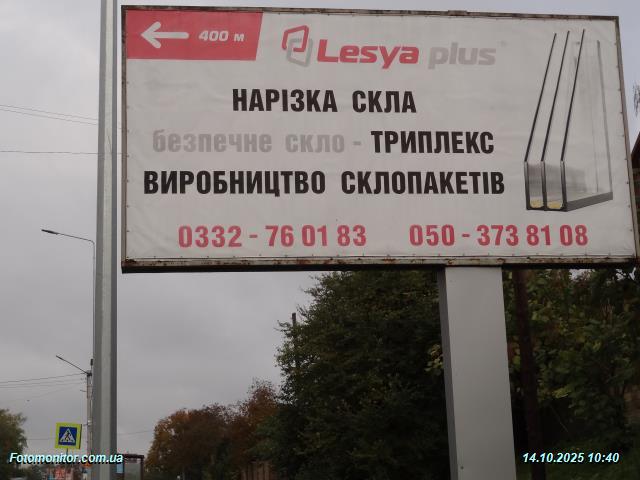 400 м
Lesya plus
НАРІЗКА СКЛА
безпечне скло - ТРИПЛЕКС
ВИРОБНИЦТВО СКЛОПАКЕТІВ
0332 - 76 01 83 050 - 373 81 08
Fotomonitor.com.ua
14.10.2025 10:40